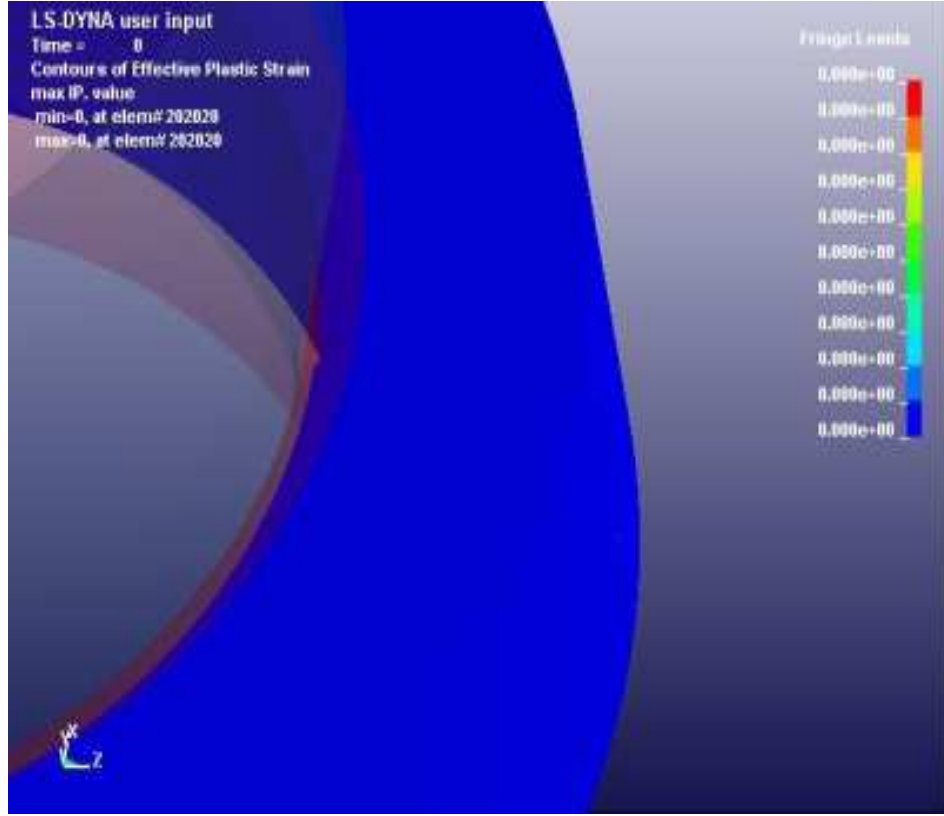 LS-DYNA user input
Time = 0
Contours of Effective Plastic Strain
max IP. value
min=0, at elem# 202020
max=0, at elem# 202020
Fringe Levels
0.000e+00
0.000e+00
0.000e+00
0.000e+00
0.000e+00
0.000e+00
0.000e+00
0.000e+00
0.000e+00
0.000e+00
0.000e+00
X
Y
Z